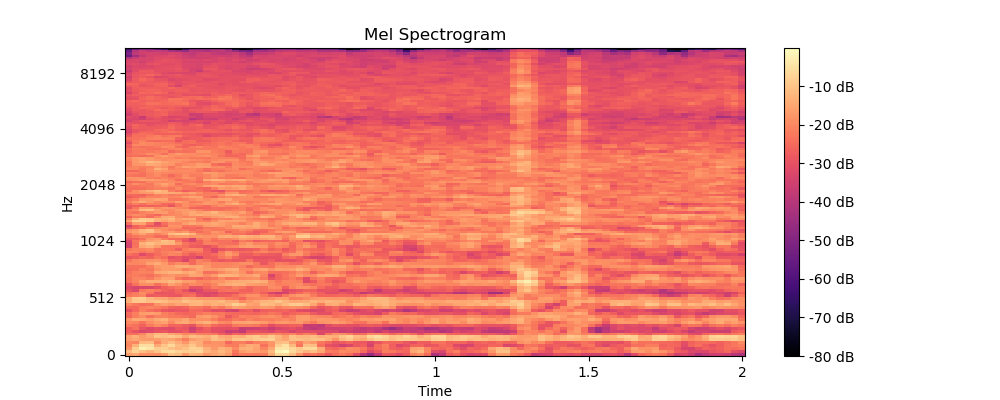 Mel Spectrogram
Hz
8192
4096
2048
1024
512
0
0 0.5 1 1.5 2
Time
-10 dB
-20 dB
-30 dB
-40 dB
-50 dB
-60 dB
-70 dB
-80 dB